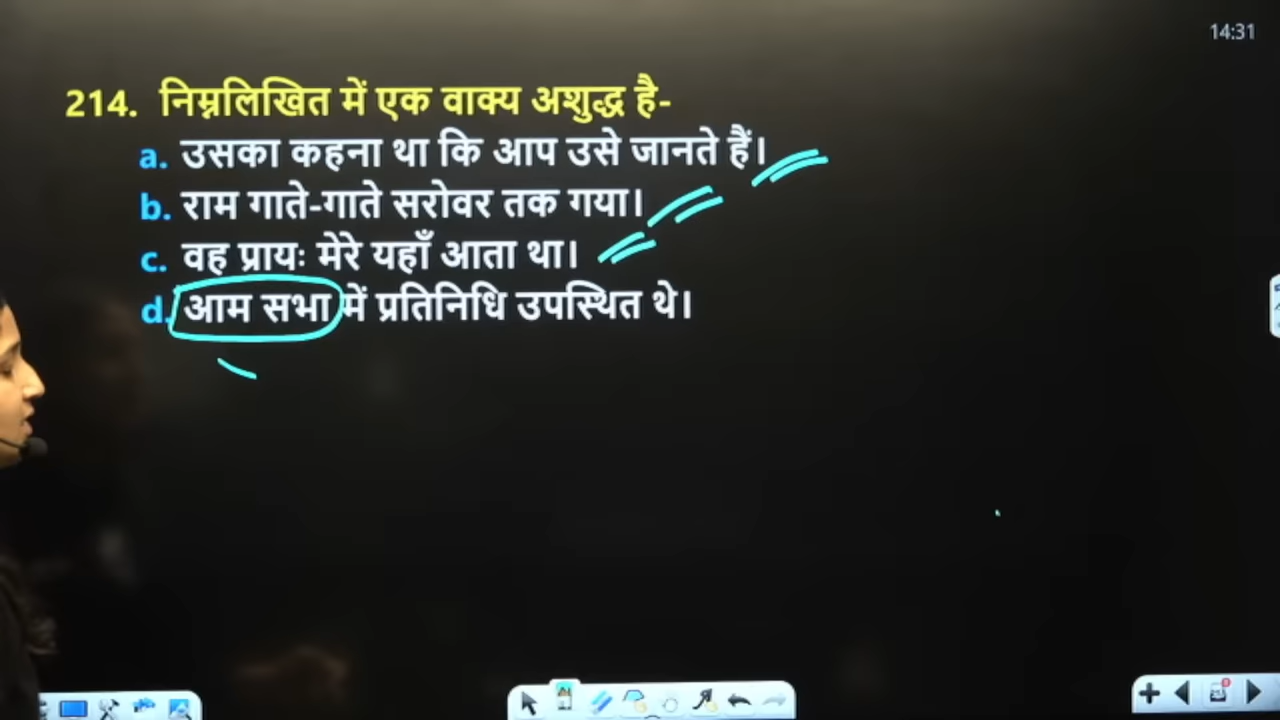 14:31
214. निम्नलिखित में एक वाक्य अशुद्ध है-
a. उसका कहना था कि आप उसे जानते हैं।
b. राम गाते-गाते सरोवर तक गया।
c. वह प्रायः मेरे यहाँ आता था।
d. आम सभा में प्रतिनिधि उपस्थित थे।